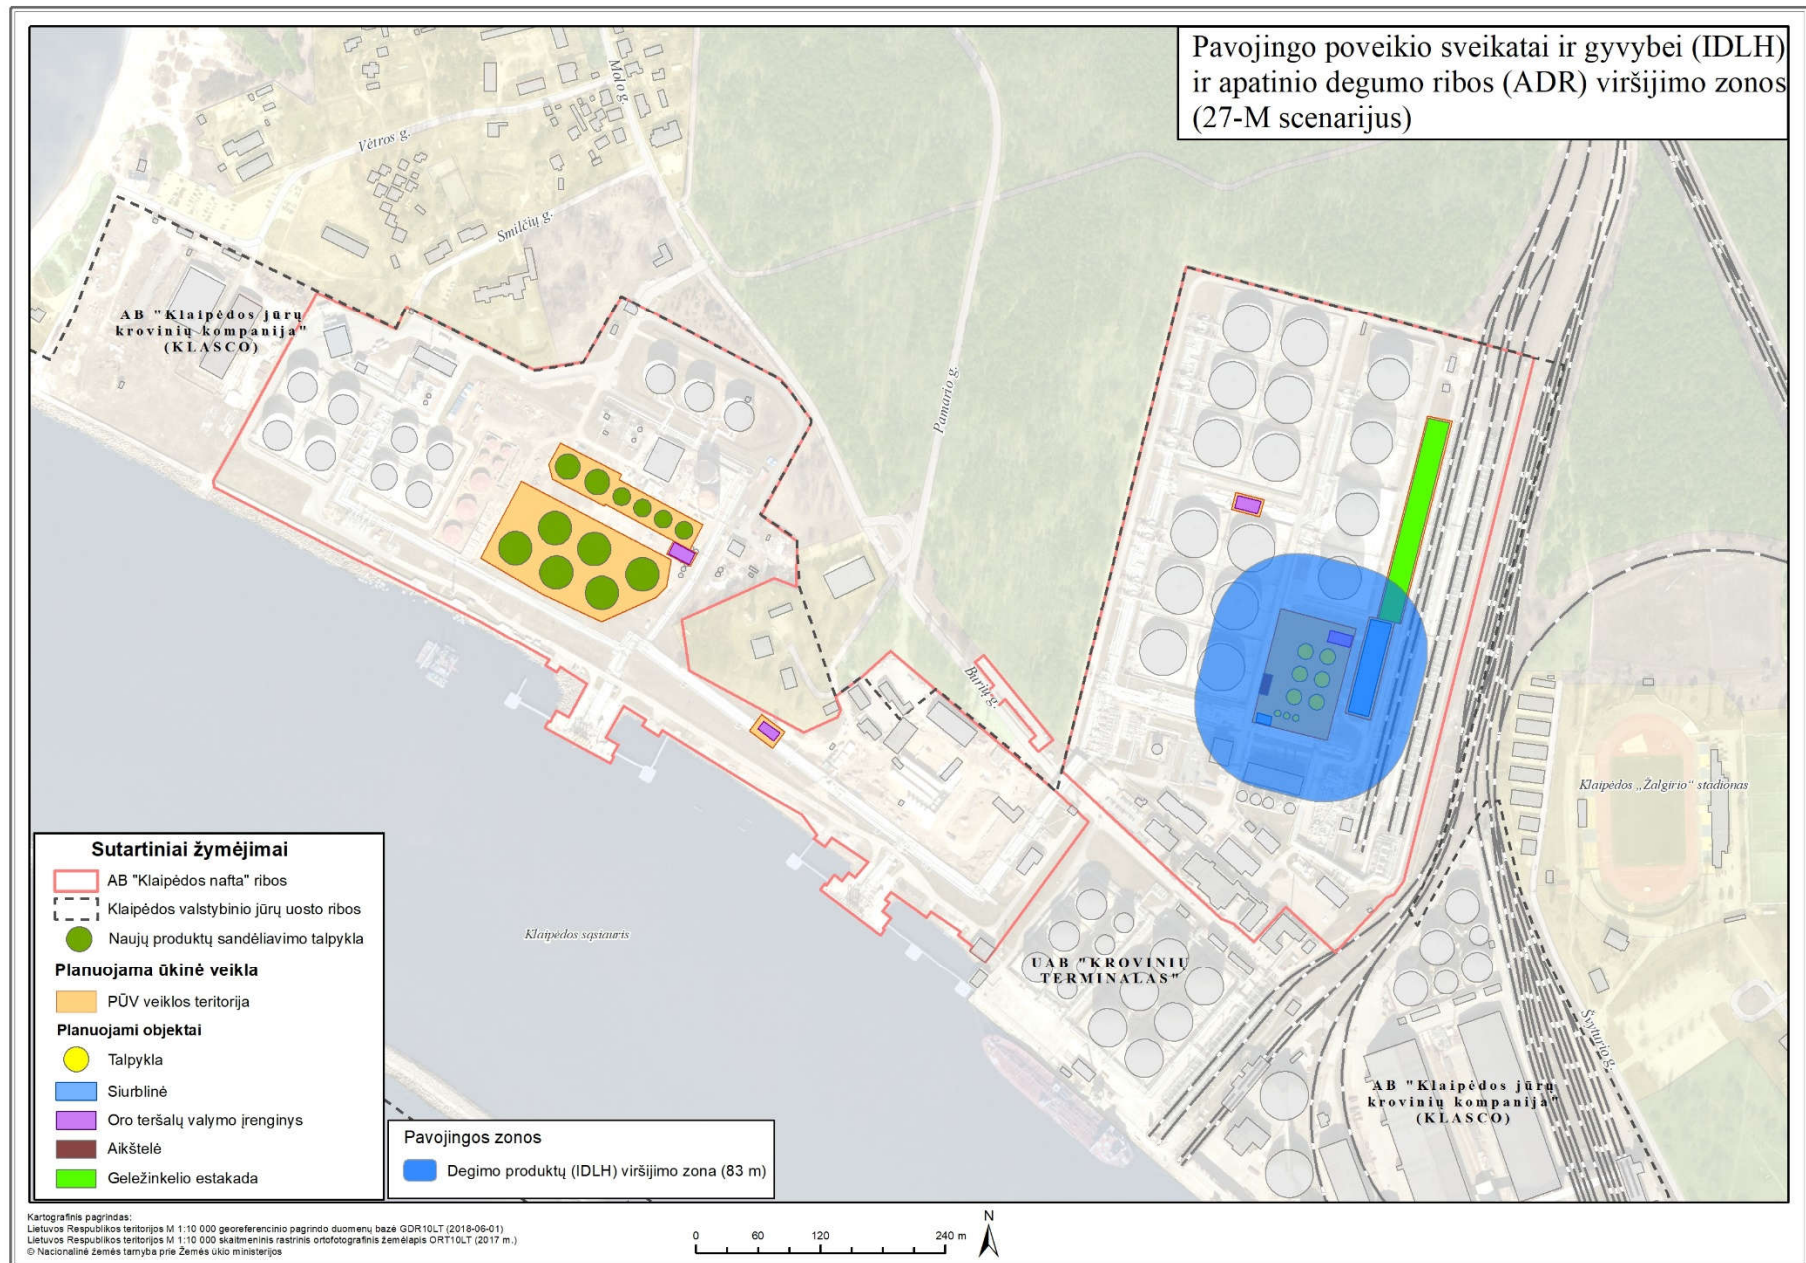 Pavojingo poveikio sveikatai ir gyvybei (IDLH)
ir apatinio degumo ribos (ADR) viršijimo zonos
(27-M scenarijus)
Molo g.
Vėtros g.
Smilčių g.
Pamario g.
Burių g.
AB "Klaipėdos jūrų
krovinių kompanija"
(KLASCO)
Klaipėdos „Žalgirio“ stadionas
Klaipėdos sąsiauris
UAB "KROVINIŲ
TERMINALAS"
Švyturio g.
AB "Klaipėdos jūrų
krovinių kompanija"
(KLASCO)
Sutartiniai žymėjimai
AB "Klaipėdos nafta" ribos
Klaipėdos valstybinio jūrų uosto ribos
Naujų produktų sandėliavimo talpykla
Planuojama ūkinė veikla
PŪV veiklos teritorija
Planuojami objektai
Talpykla
Siurblinė
Oro teršalų valymo įrenginys
Aikštelė
Geležinkelio estakada
Pavojingos zonos
Degimo produktų (IDLH) viršijimo zona (83 m)
Kartografinis pagrindas:
Lietuvos Respublikos teritorijos M 1:10 000 georeferencinio pagrindo duomenų bazė GDR10LT (2018-06-01)
Lietuvos Respublikos teritorijos M 1:10 000 skaitmeninis rastrinis ortofotografinis žemėlapis ORT10LT (2017 m.)
© Nacionalinė žemės tarnyba prie Žemės ūkio ministerijos
0 60 120 240 m
N